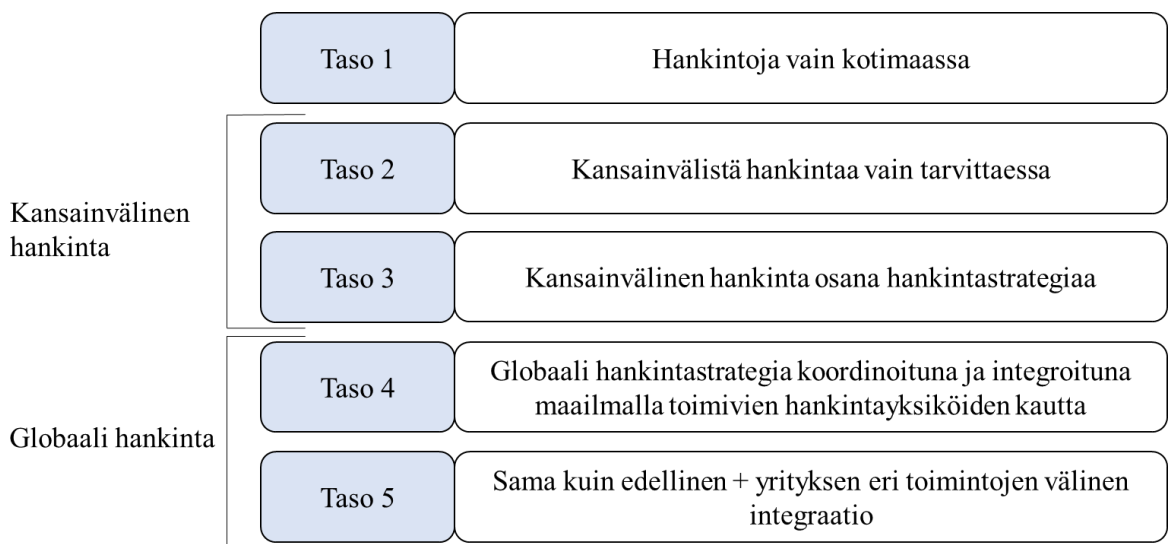 Taso 1
Hankintoja vain kotimaassa
Kansainvälinen
hankinta
Taso 2
Kansainvälistä hankintaa vain tarvittaessa
Taso 3
Kansainvälinen hankinta osana hankintastrategiaa
Globaali hankinta
Taso 4
Globaali hankintastrategia koordinoituna ja integroituna
maailmalla toimivien hankintayksiköiden kautta
Taso 5
Sama kuin edellinen + yrityksen eri toimintojen välinen
integraatio